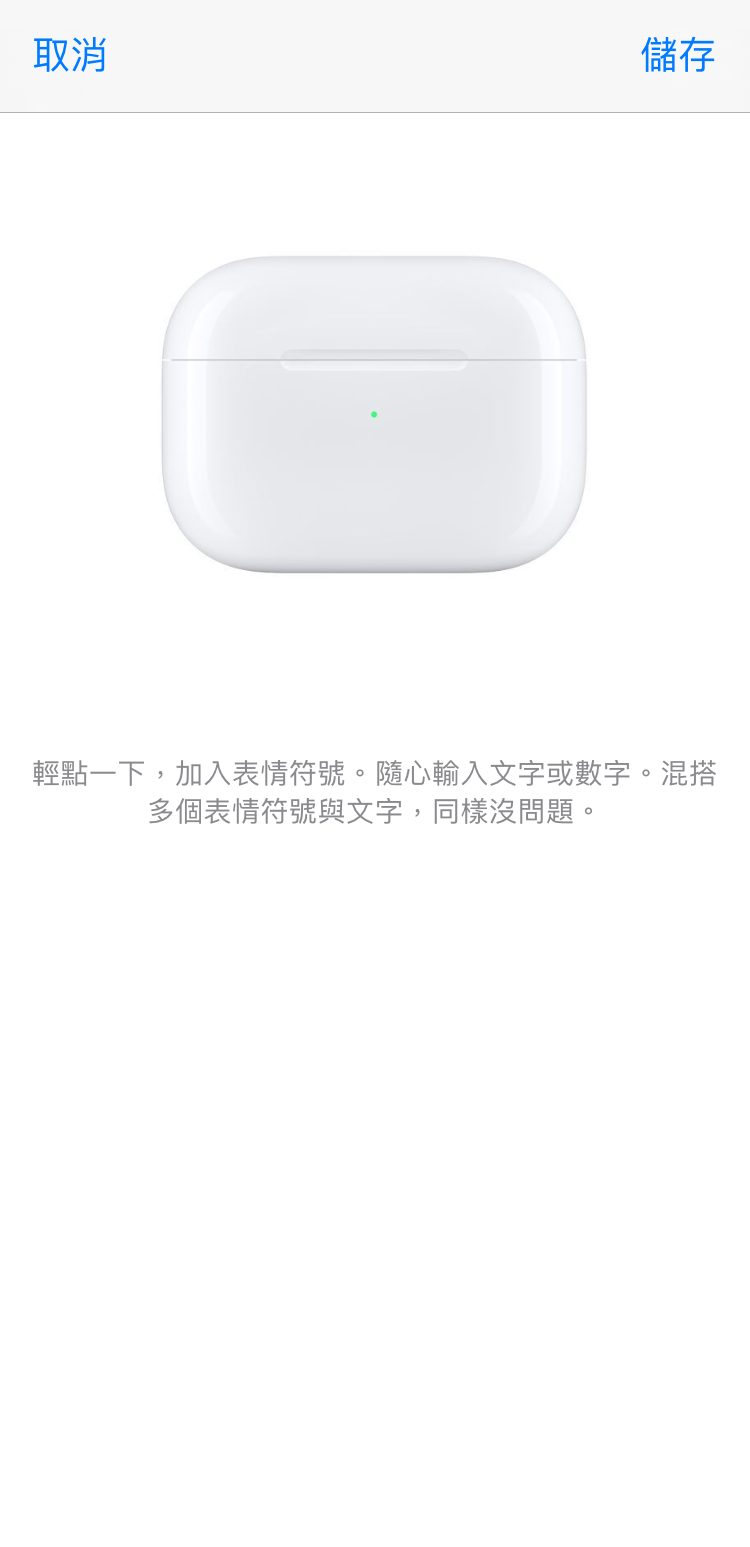 取消
儲存
輕點一下，加入表情符號。隨心輸入文字或數字。混搭
多個表情符號與文字，同樣沒問題。